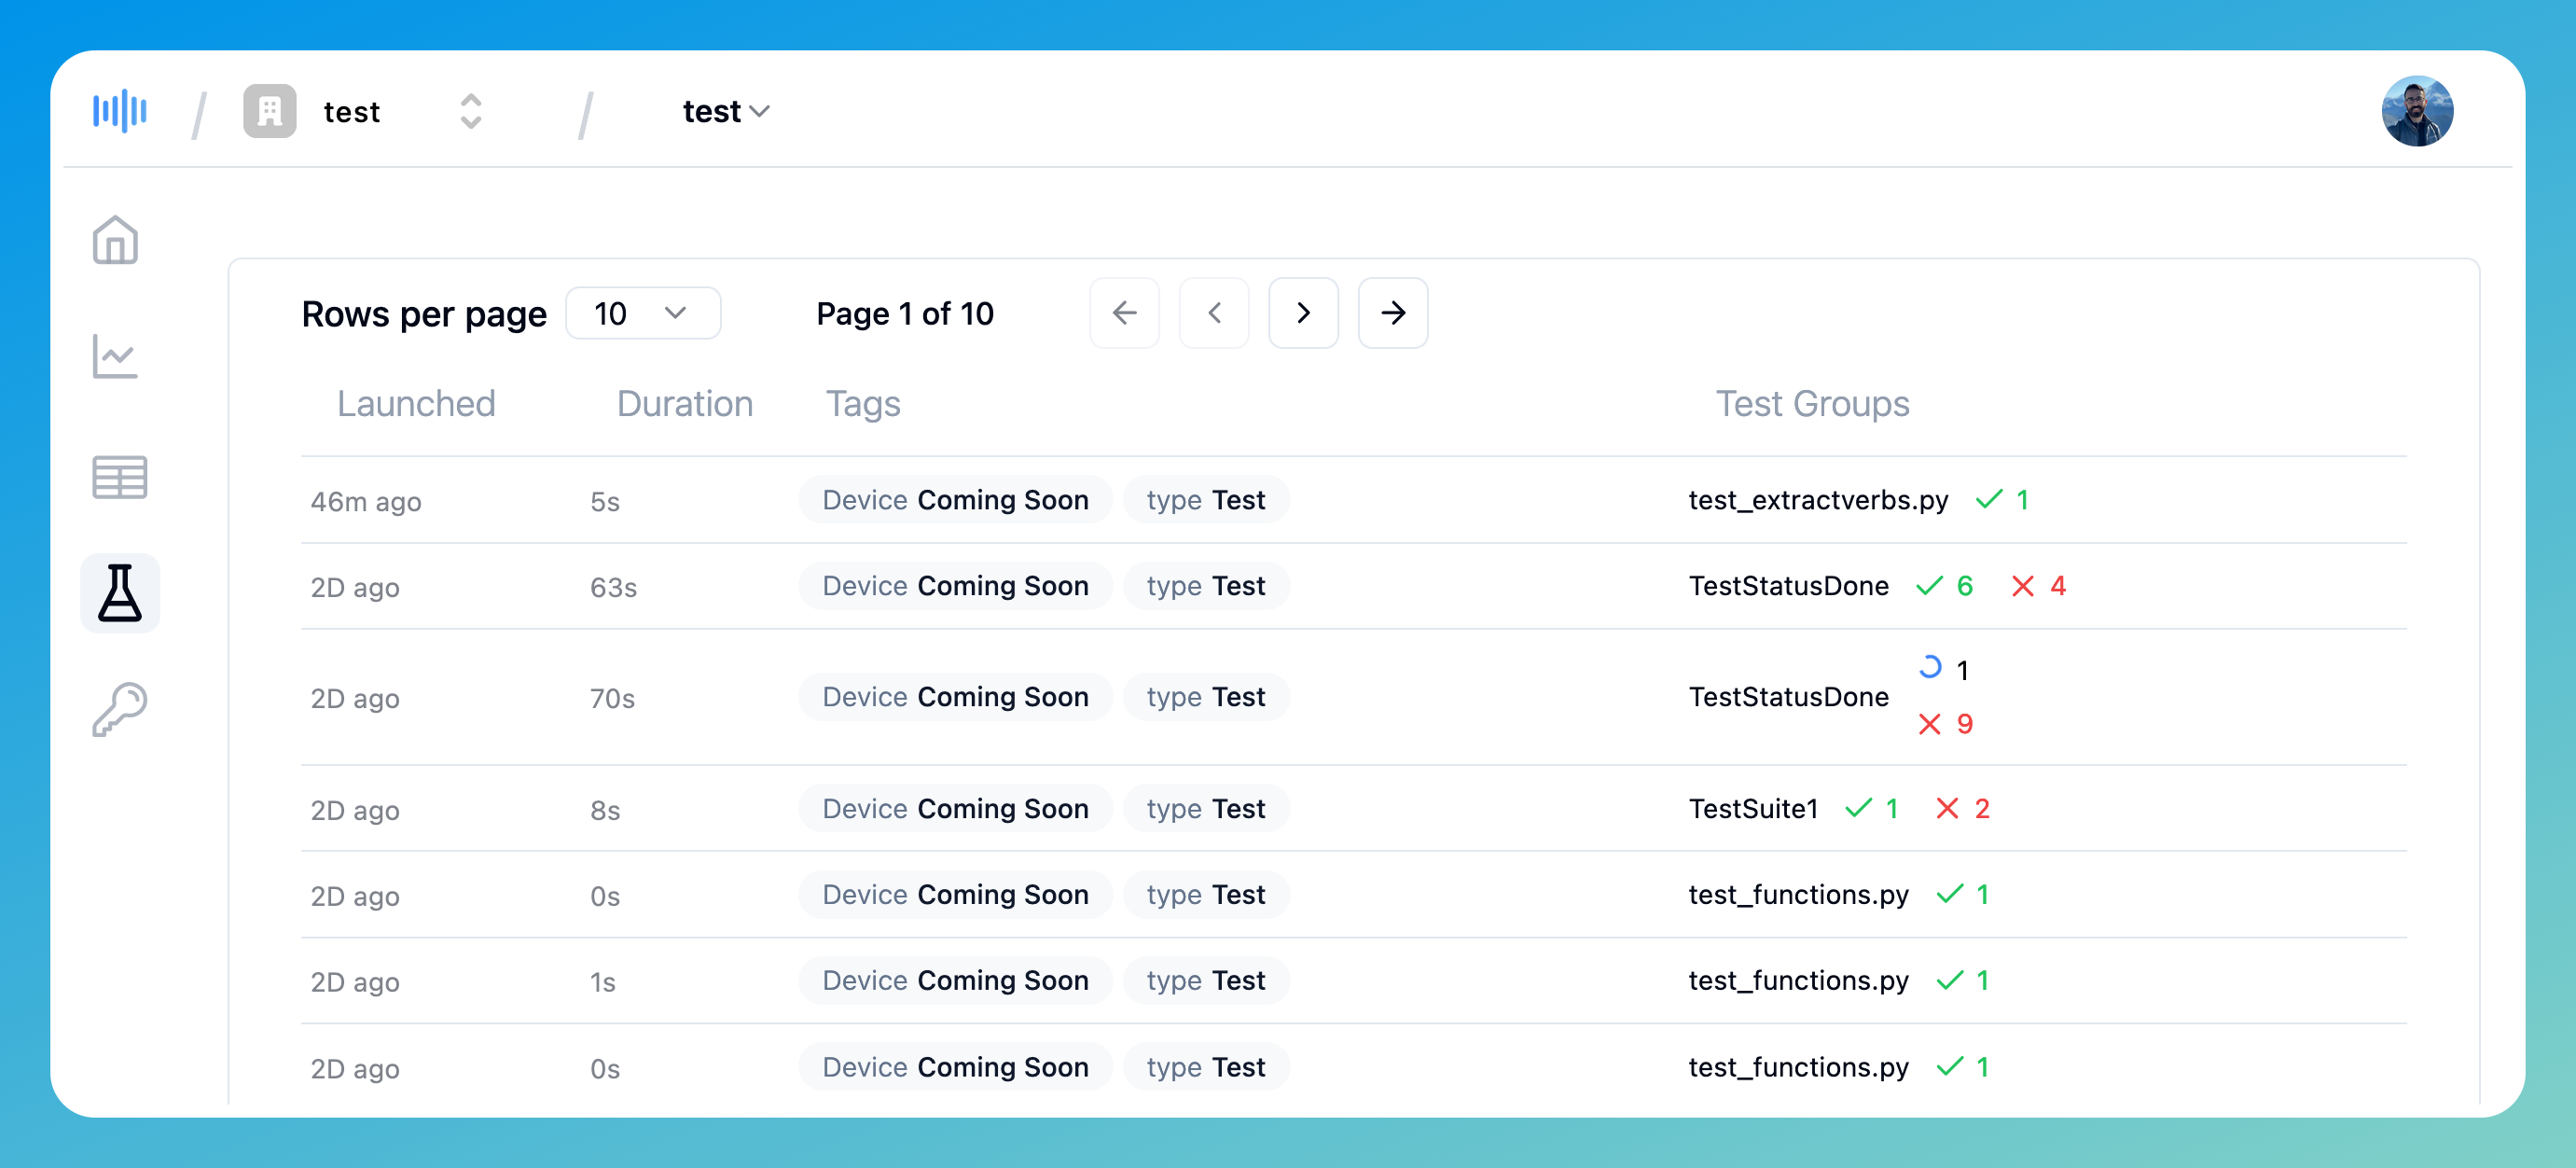 test
test
Rows per page 10 Page 1 of 10
Launched Duration Tags Test Groups
46m ago 5s Device Coming Soon type Test test_extractverbs.py 1
2D ago 63s Device Coming Soon type Test TestStatusDone 6 4
2D ago 70s Device Coming Soon type Test TestStatusDone 1
9
2D ago 8s Device Coming Soon type Test TestSuite1 1 2
2D ago 0s Device Coming Soon type Test test_functions.py 1
2D ago 1s Device Coming Soon type Test test_functions.py 1
2D ago 0s Device Coming Soon type Test test_functions.py 1